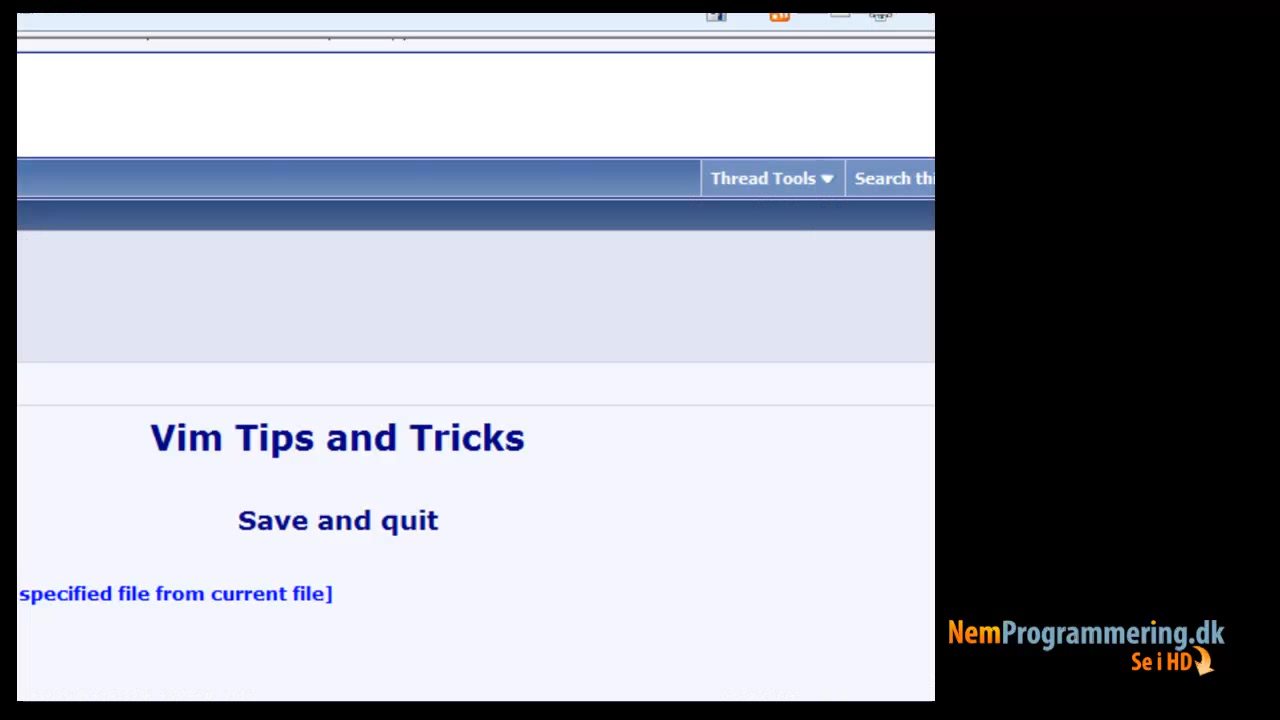 Thread Tools
Search thi
Vim Tips and Tricks
Save and quit
specified file from current file]
NemProgrammering.dk
Se i HD